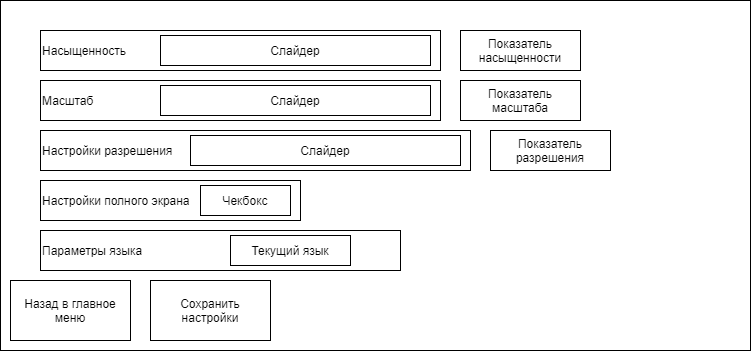 Насыщенность
Слайдер
Показатель
насыщенности
Масштаб
Слайдер
Показатель
масштаба
Настройки разрешения
Слайдер
Показатель
разрешения
Настройки полного экрана
Чекбокс
Параметры языка
Текущий язык
Назад в главное
меню
Сохранить
настройки